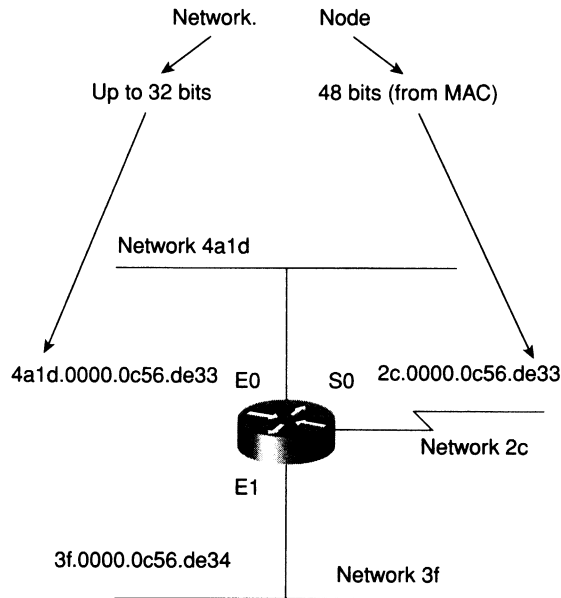 Network. Node
Up to 32 bits 48 bits (from MAC)
Network 4a1d
4a1d.0000.0c56.de33 E0 S0 2c.0000.0c56.de33
Network 2c
E1
3f.0000.0c56.de34
Network 3f